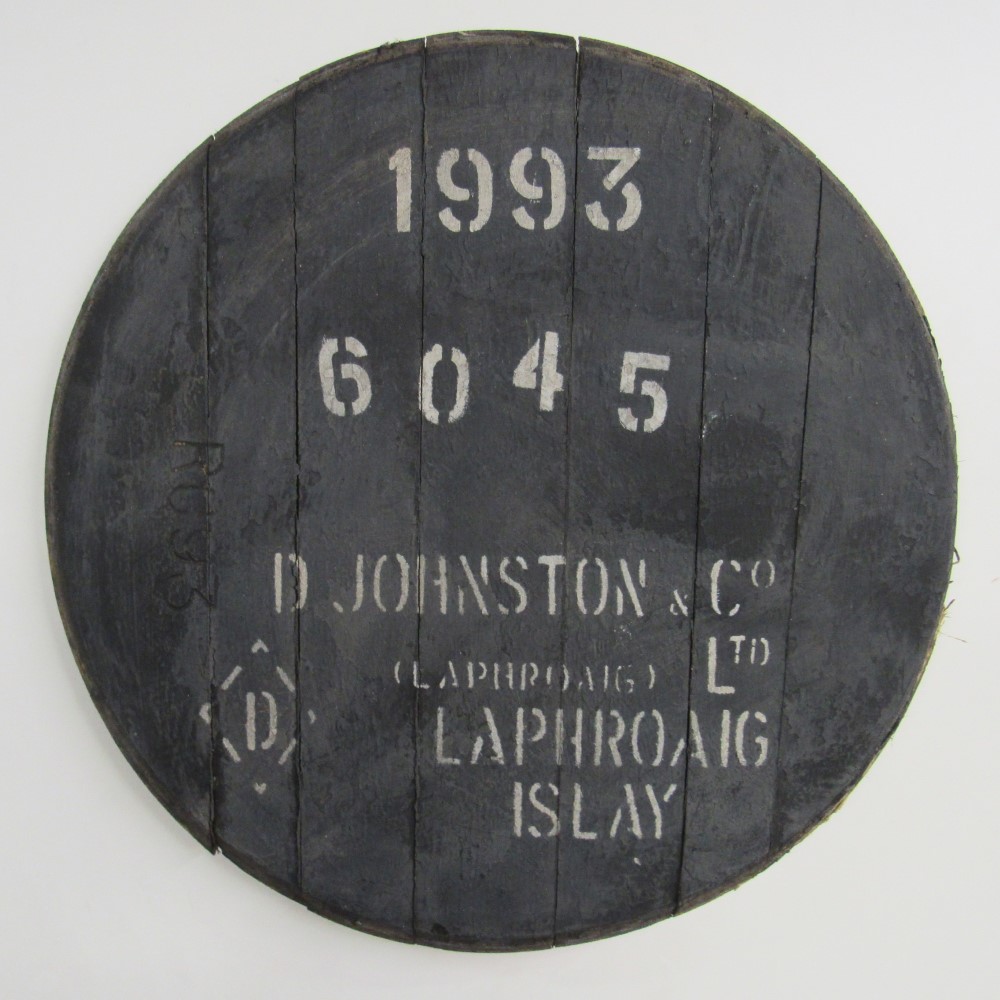 1993
6045
D JOHNSTON & Co
(LAPHROAIG) LTD
D LAPHROAIG
ISLAY